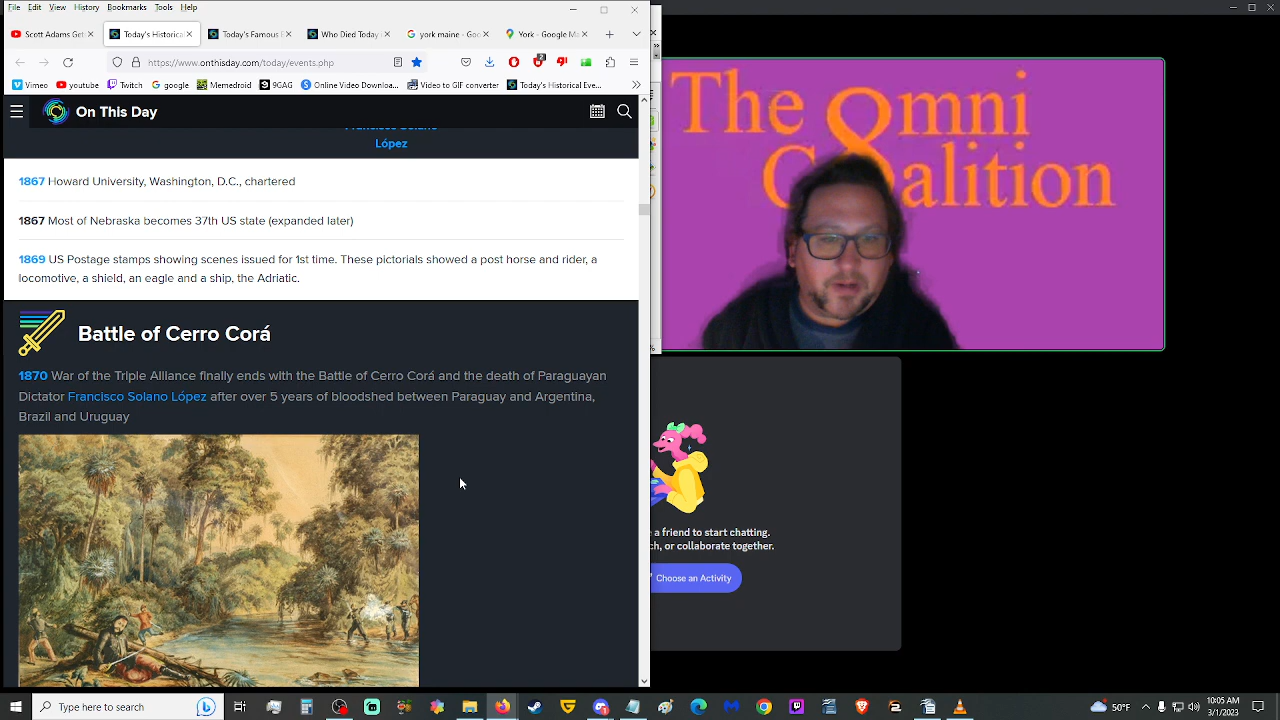 File Edit View History Bookmarks Tools Help
Scott Adams Get
Today's Historica
Today's Famous
Who Died Today
york maine - Goo
York - Google M
https://www.onthisday.com/today/events.php
2
Vimeo
youtube
Twitch
google
Memedroid
9GAG
Online Video Downloa...
Video to GIF converter
Today's Historical Eve...
On This Day
Francisco Solano
López
1867 Howard University, Washington, D.C., chartered
1867 Most of Nebraska becomes 37th US state (expanded later)
1869 US Postage stamps showing scenes issued for 1st time. These pictorials showed a post horse and rider, a
locomotive, a shield, an eagle and a ship, the Adriatic.
Battle of Cerro Corá
1870 War of the Triple Alliance finally ends with the Battle of Cerro Corá and the death of Paraguayan
Dictator Francisco Solano López after over 5 years of bloodshed between Paraguay and Argentina,
Brazil and Uruguay
The Omni
Coalition
a friend to start chatting.
or collaborate together.
Choose an Activity
Type here to search
50°F
10:05 AM
3/1/2023